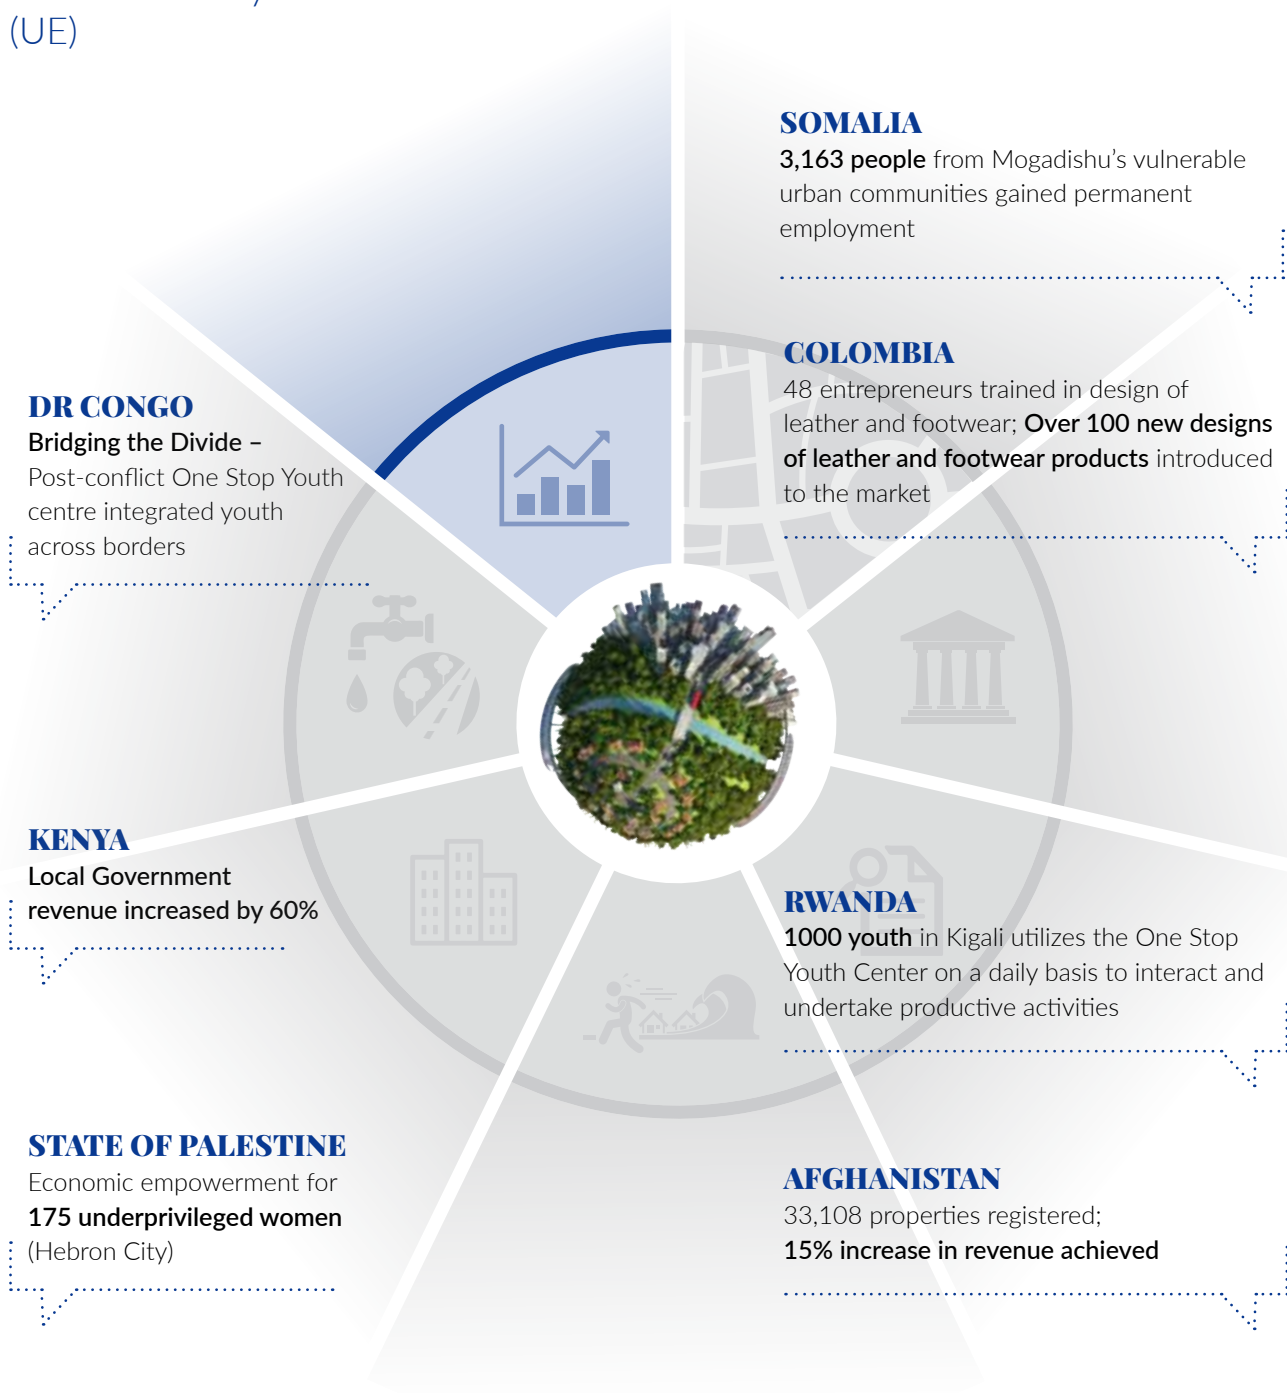 (UE)
SOMALIA
3,163 people from Mogadishu's vulnerable
urban communities gained permanent
employment
COLOMBIA
48 entrepreneurs trained in design of
leather and footwear; Over 100 new designs
of leather and footwear products introduced
to the market
DR CONGO
Bridging the Divide –
Post-conflict One Stop Youth
centre integrated youth
across borders
KENYA
Local Government
revenue increased by 60%
RWANDA
1000 youth in Kigali utilizes the One Stop
Youth Center on a daily basis to interact and
undertake productive activities
STATE OF PALESTINE
Economic empowerment for
175 underprivileged women
(Hebron City)
AFGHANISTAN
33,108 properties registered;
15% increase in revenue achieved